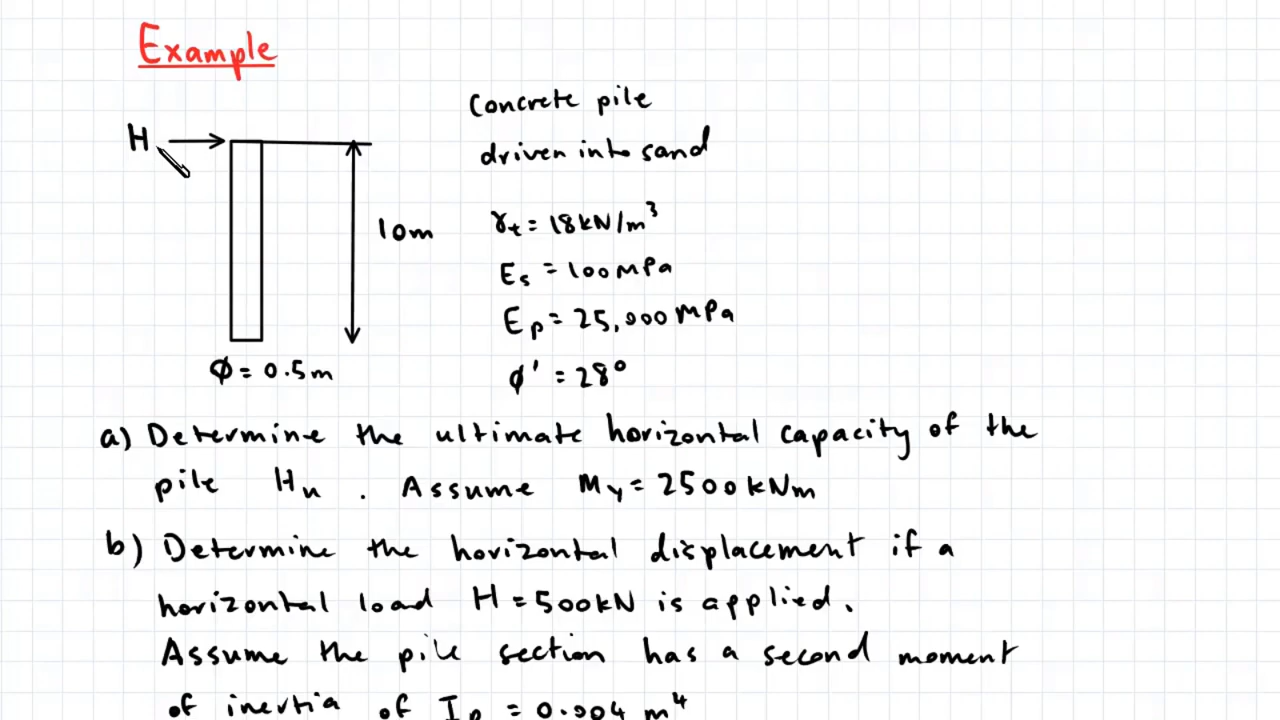 Example
H
10m
Φ = 0.5m
Concrete pile
driven into sand
γt = 18kN/m³
Es = 100MPa
Ep = 25,000MPa
φ' = 28°
a) Determine the ultimate horizontal capacity of the
pile Hu . Assume My = 2500kNm
b) Determine the horizontal displacement if a
horizontal load H = 500kN is applied.
Assume the pile section has a second moment
of inertia of Ip = 0.004 m⁴